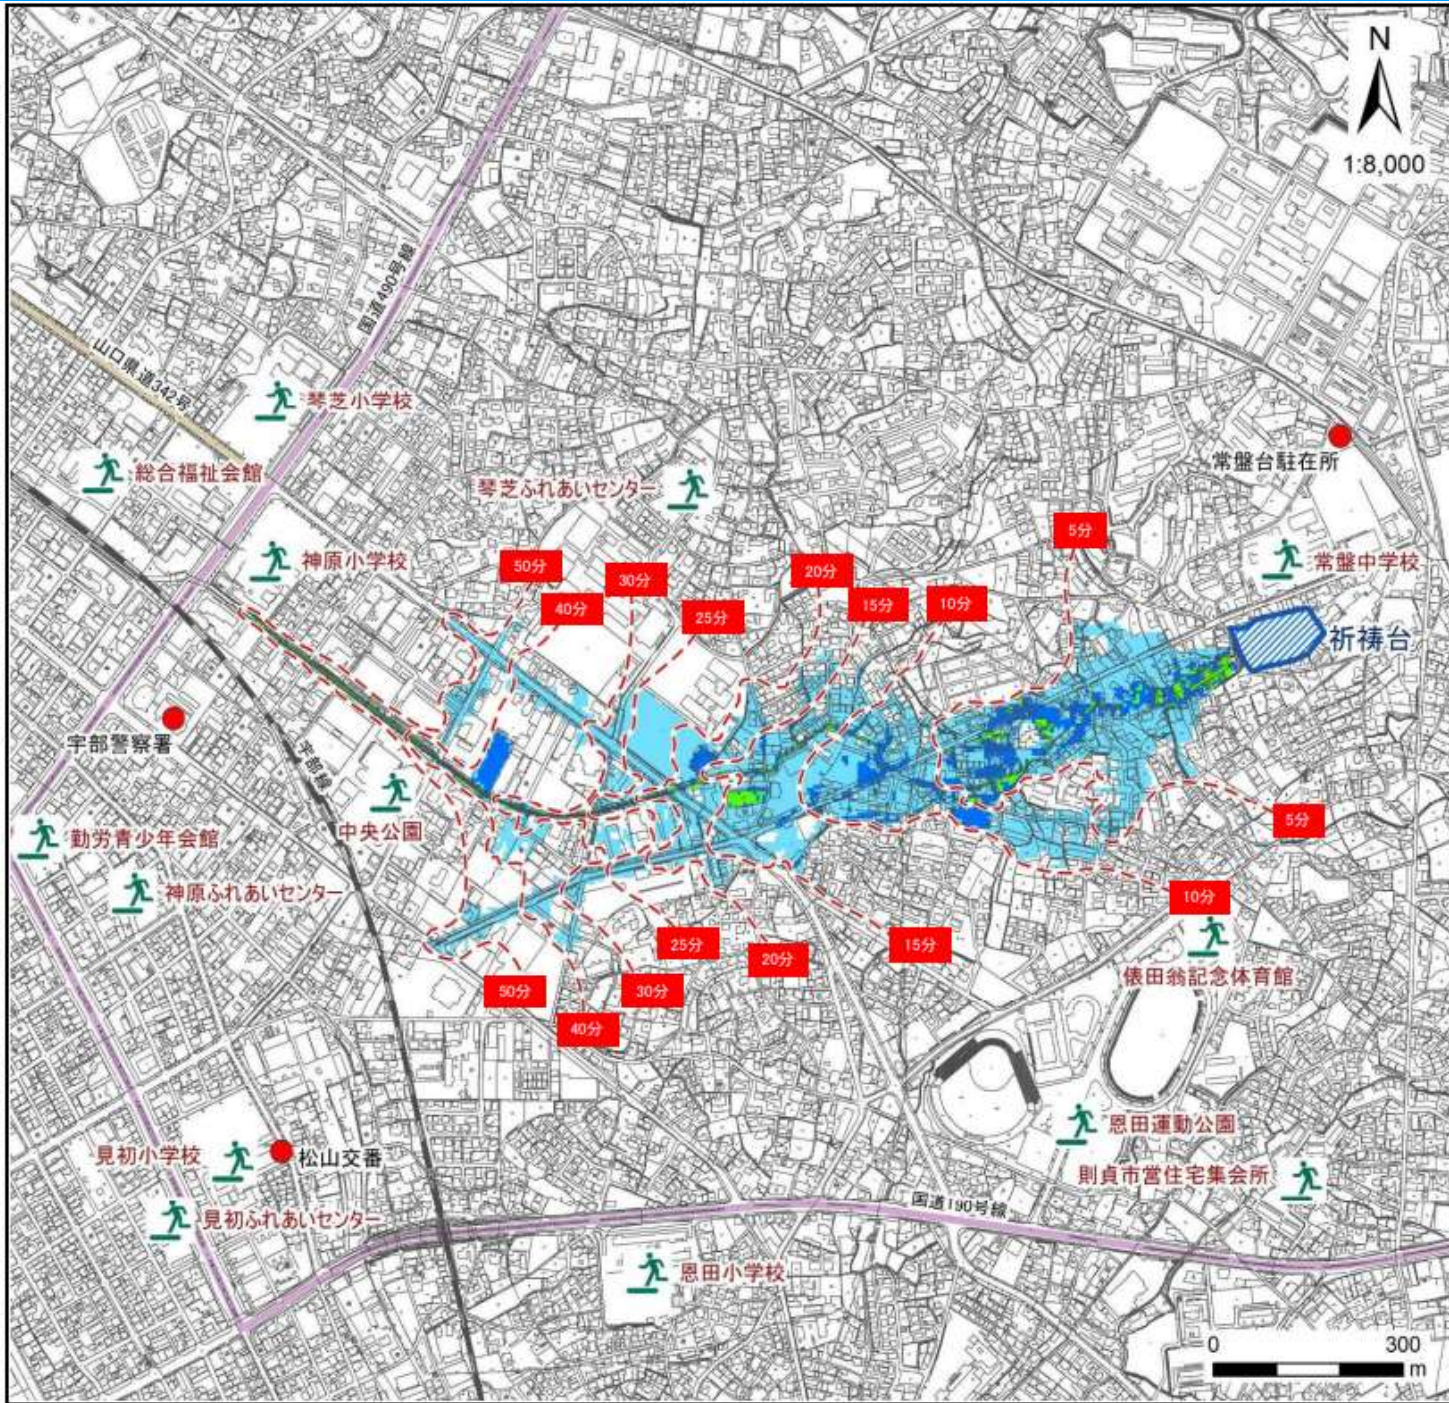 N
1:8,000
国道490号線
山口県道342号
琴芝小学校
常盤台駐在所
総合福祉会館
琴芝ふれあいセンター
5分
神原小学校
常盤中学校
50分
30分
20分
40分
15分
10分
25分
祈祷台
宇部警察署
宇部線
中央公園
5分
勤労青少年会館
神原ふれあいセンター
10分
25分
15分
20分
俵田翁記念体育館
50分
30分
40分
恩田運動公園
見初小学校
松山交番
則貞市営住宅集会所
国道190号線
見初ふれあいセンター
恩田小学校
0 300
m